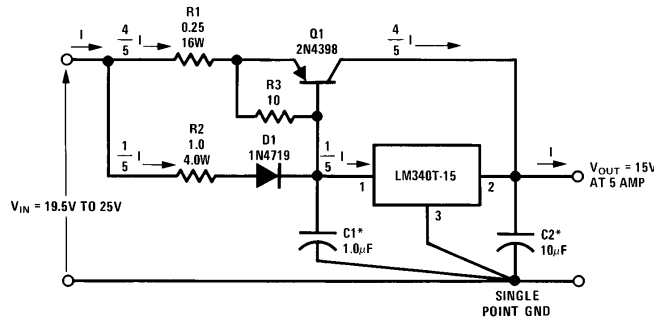 I
4/5 I
R1
0.25
16W
Q1
2N4398
4/5 I
R3
10
1/5 I
R2
1.0
4.0W
D1
1N4719
1/5 I
1
LM340T-15
2
3
I
VOUT = 15V
AT 5 AMP
VIN = 19.5V TO 25V
C1*
1.0μF
C2*
10μF
SINGLE
POINT GND